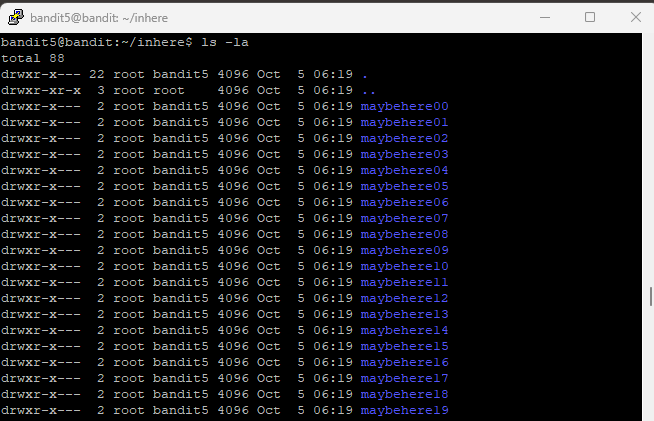 bandit5@bandit: ~/inhere
bandit5@bandit:~/inhere$ ls -la
total 88
drwxr-x--- 22 root bandit5 4096 Oct  5 06:19 .
drwxr-xr-x  3 root root    4096 Oct  5 06:19 ..
drwxr-x---  2 root bandit5 4096 Oct  5 06:19 maybehere00
drwxr-x---  2 root bandit5 4096 Oct  5 06:19 maybehere01
drwxr-x---  2 root bandit5 4096 Oct  5 06:19 maybehere02
drwxr-x---  2 root bandit5 4096 Oct  5 06:19 maybehere03
drwxr-x---  2 root bandit5 4096 Oct  5 06:19 maybehere04
drwxr-x---  2 root bandit5 4096 Oct  5 06:19 maybehere05
drwxr-x---  2 root bandit5 4096 Oct  5 06:19 maybehere06
drwxr-x---  2 root bandit5 4096 Oct  5 06:19 maybehere07
drwxr-x---  2 root bandit5 4096 Oct  5 06:19 maybehere08
drwxr-x---  2 root bandit5 4096 Oct  5 06:19 maybehere09
drwxr-x---  2 root bandit5 4096 Oct  5 06:19 maybehere10
drwxr-x---  2 root bandit5 4096 Oct  5 06:19 maybehere11
drwxr-x---  2 root bandit5 4096 Oct  5 06:19 maybehere12
drwxr-x---  2 root bandit5 4096 Oct  5 06:19 maybehere13
drwxr-x---  2 root bandit5 4096 Oct  5 06:19 maybehere14
drwxr-x---  2 root bandit5 4096 Oct  5 06:19 maybehere15
drwxr-x---  2 root bandit5 4096 Oct  5 06:19 maybehere16
drwxr-x---  2 root bandit5 4096 Oct  5 06:19 maybehere17
drwxr-x---  2 root bandit5 4096 Oct  5 06:19 maybehere18
drwxr-x---  2 root bandit5 4096 Oct  5 06:19 maybehere19